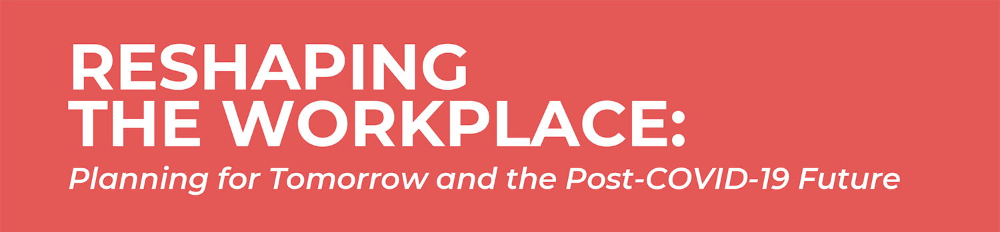 RESHAPING
THE WORKPLACE:
Planning for Tomorrow and the Post-COVID-19 Future